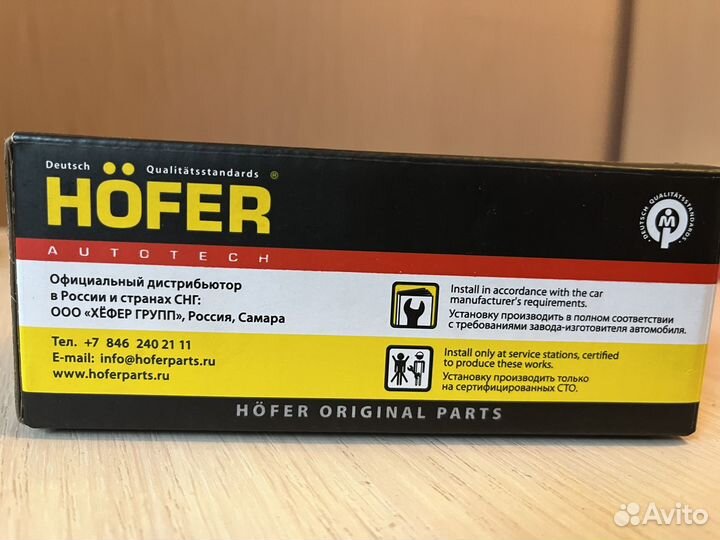 Deutsch Qualitätsstandards ®
HÖFER
AUTOTECH
DEUTSCH QUALITÄTSSTANDARDS
M
Официальный дистрибьютор
в России и странах СНГ:
ООО «ХЁФЕР ГРУПП», Россия, Самара
Тел. +7 846 240 21 11
E-mail: info@hoferparts.ru
www.hoferparts.ru
Install in accordance with the car
manufacturer's requirements.
Установку производить в полном соответствии
с требованиями завода-изготовителя автомобиля.
Install only at service stations, certified
to produce these works.
Установку производить только
на сертифицированных СТО.
HÖFER ORIGINAL PARTS
Avito